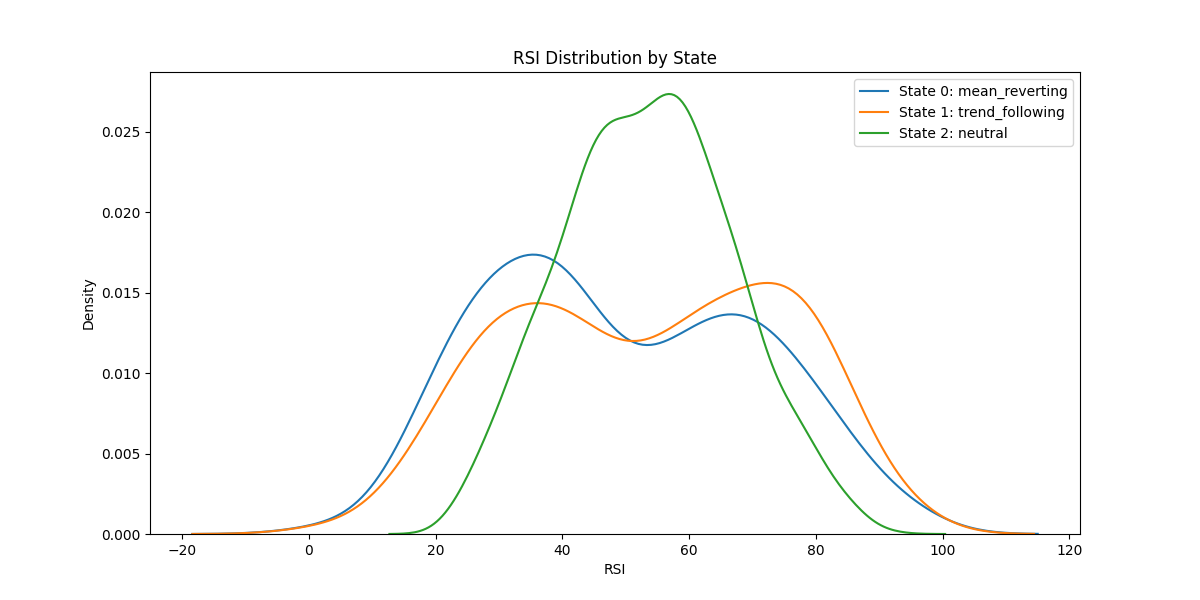 RSI Distribution by State
State 0: mean_reverting
State 1: trend_following
State 2: neutral
Density
0.025
0.020
0.015
0.010
0.005
0.000
−20
0
20
40
60
80
100
120
RSI